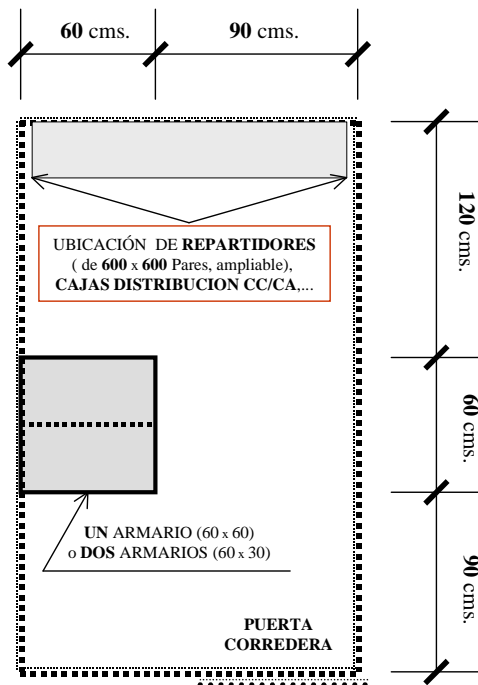 60 cms.
90 cms.
UBICACIÓN DE REPARTIDORES
( de 600 x 600 Pares, ampliable),
CAJAS DISTRIBUCION CC/CA,...
120 cms.
60 cms.
UN ARMARIO (60 x 60)
o DOS ARMARIOS (60 x 30)
90 cms.
PUERTA
CORREDERA